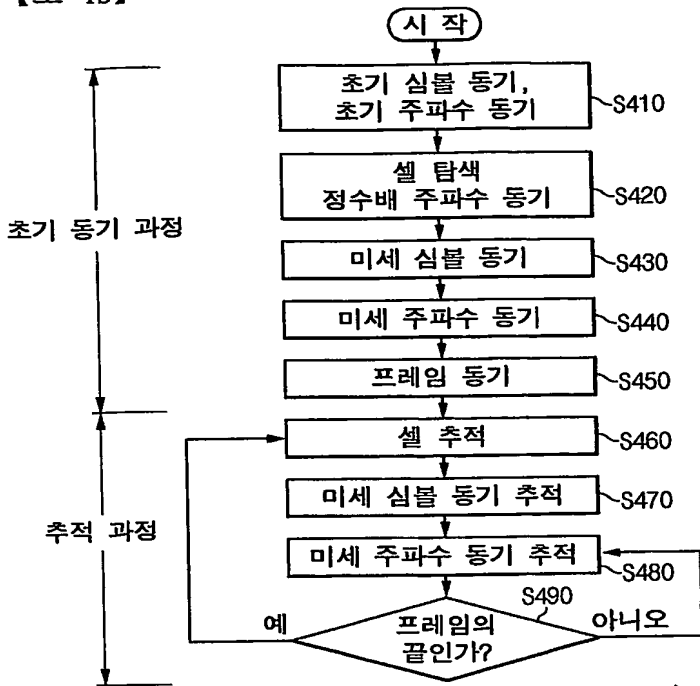 시 작
초기 심볼 동기,
초기 주파수 동기
S410
셀 탐색
정수배 주파수 동기
S420
초기 동기 과정
미세 심볼 동기
S430
미세 주파수 동기
S440
프레임 동기
S450
셀 추적
S460
미세 심볼 동기 추적
S470
추적 과정
미세 주파수 동기 추적
S480
S490
예
프레임의
끝인가?
아니오